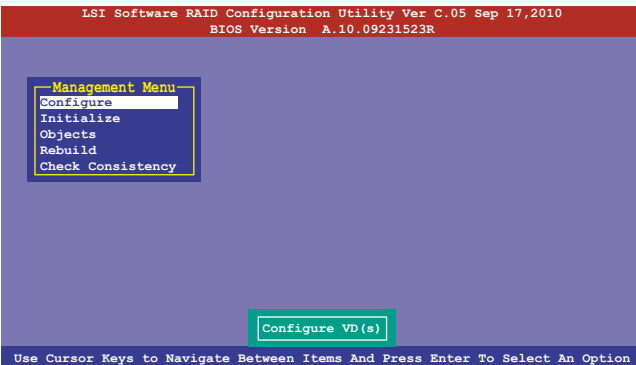 LSI Software RAID Configuration Utility Ver C.05 Sep 17,2010
BIOS Version A.10.09231523R
Management Menu
Configure
Initialize
Objects
Rebuild
Check Consistency
Configure VD(s)
Use Cursor Keys to Navigate Between Items And Press Enter To Select An Option